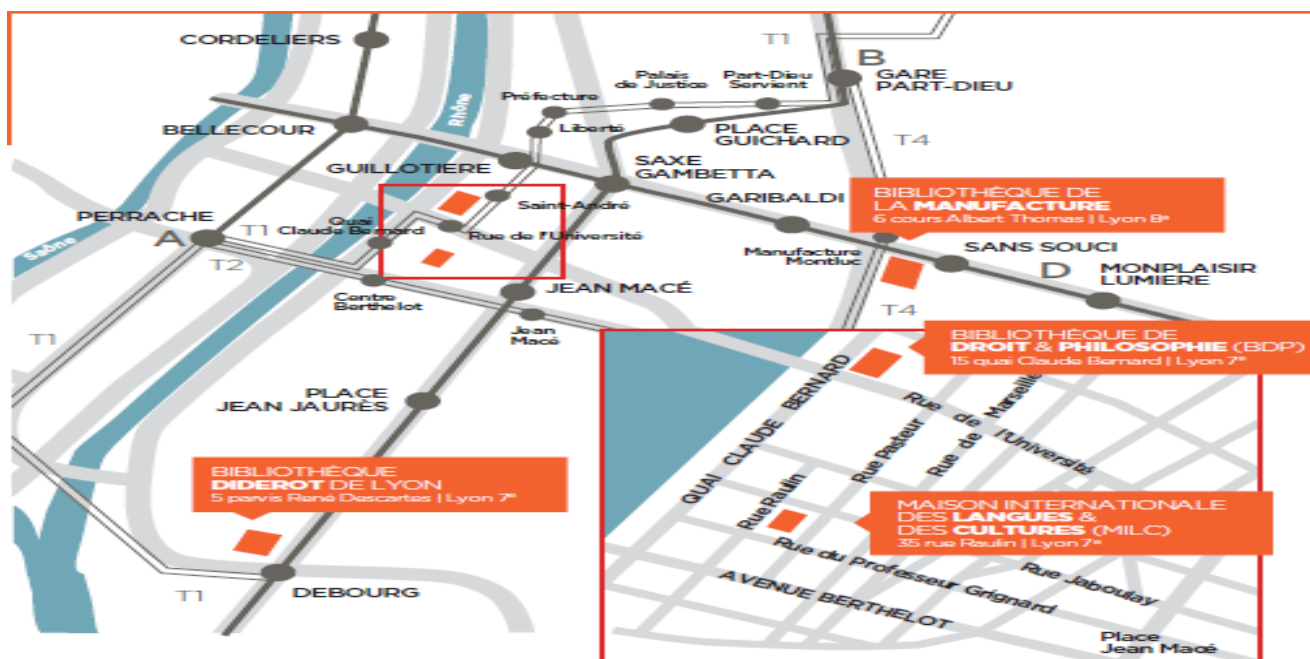 CORDELIERS
T1
B
GARE
PART-DIEU
Palais
de Justice
Part-Dieu
Servient
Préfecture
Rhône
BELLECOUR
Liberté
PLACE
GUICHARD
T4
GUILLOTIERE
SAXE
GAMBETTA
GARIBALDI
BIBLIOTHÈQUE DE
LA MANUFACTURE
6 cours Albert Thomas | Lyon 8e
Saint-André
PERRACHE
A
T1
Quai
Claude Bernard
Rue de l'Université
Saône
T2
Manufacture
Montluc
SANS SOUCI
D
MONPLAISIR
LUMIERE
Centre
Berthelot
JEAN MACÉ
T4
Jean
Macé
T1
BIBLIOTHÈQUE DE
DROIT & PHILOSOPHIE (BDP)
15 quai Claude Bernard | Lyon 7e
PLACE
JEAN JAURÈS
QUAI CLAUDE BERNARD
Rue Pasteur
Rue de Marseille
Rue de l'Université
BIBLIOTHÈQUE
DIDEROT DE LYON
5 parvis René Descartes | Lyon 7e
Rue Raulin
MAISON INTERNATIONALE
DES LANGUES &
DES CULTURES (MILC)
35 rue Raulin | Lyon 7e
Rue du Professeur Grignard
Rue Jaboulay
AVENUE BERTHELOT
T1
DEBOURG
Place
Jean Macé